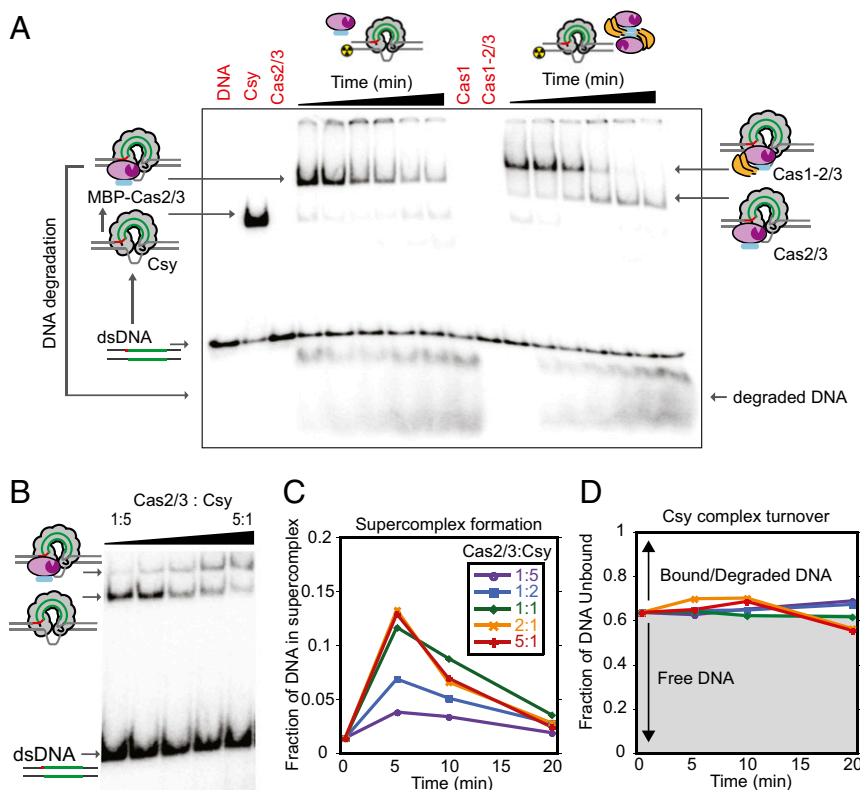 A
DNA
Csy
Cas2/3
Time (min)
Cas1
Cas1-2/3
Time (min)
MBP-Cas2/3
Csy
dsDNA
DNA degradation
Cas1-2/3
Cas2/3
degraded DNA
B
Cas2/3 : Csy
1:5
5:1
dsDNA
C
Supercomplex formation
Cas2/3:Csy
1:5
1:2
1:1
2:1
5:1
Fraction of DNA in supercomplex
0.2
0.15
0.1
0.05
0
0
5
10
20
Time (min)
D
Csy complex turnover
Bound/Degraded DNA
Free DNA
Fraction of DNA Unbound
1
0.8
0.6
0.4
0.2
0
0
5
10
20
Time (min)